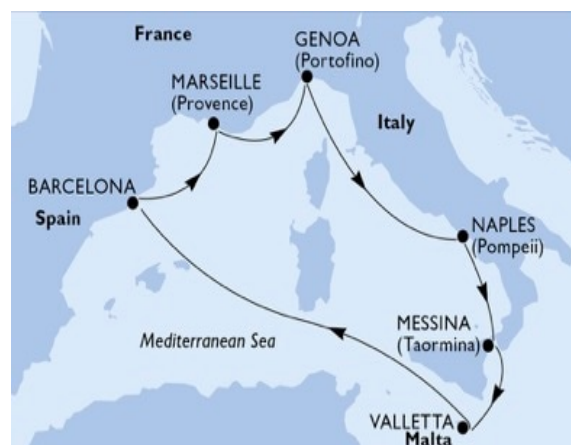 France
GENOA
(Portofino)
MARSEILLE
(Provence)
Italy
BARCELONA
Spain
NAPLES
(Pompeii)
MESSINA
(Taormina)
Mediterranean Sea
VALLETTA
Malta